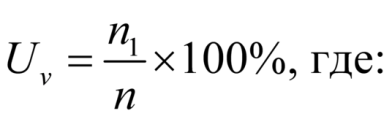 U_v = n_1/n × 100%, где: